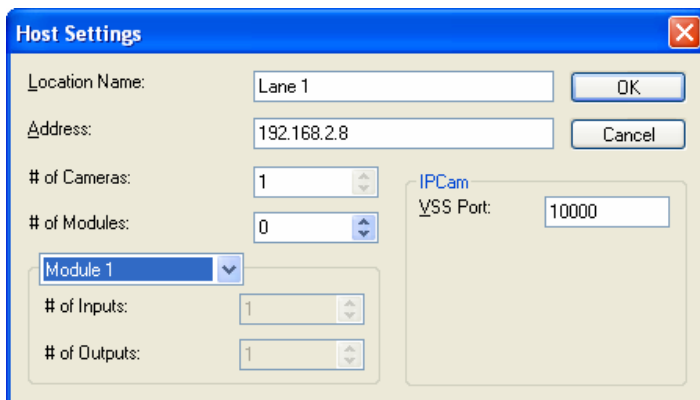 Host Settings
Location Name: Lane 1 OK
Address: 192.168.2.8 Cancel
# of Cameras: 1
# of Modules: 0
IPCam
VSS Port: 10000
Module 1
# of Inputs: 1
# of Outputs: 1